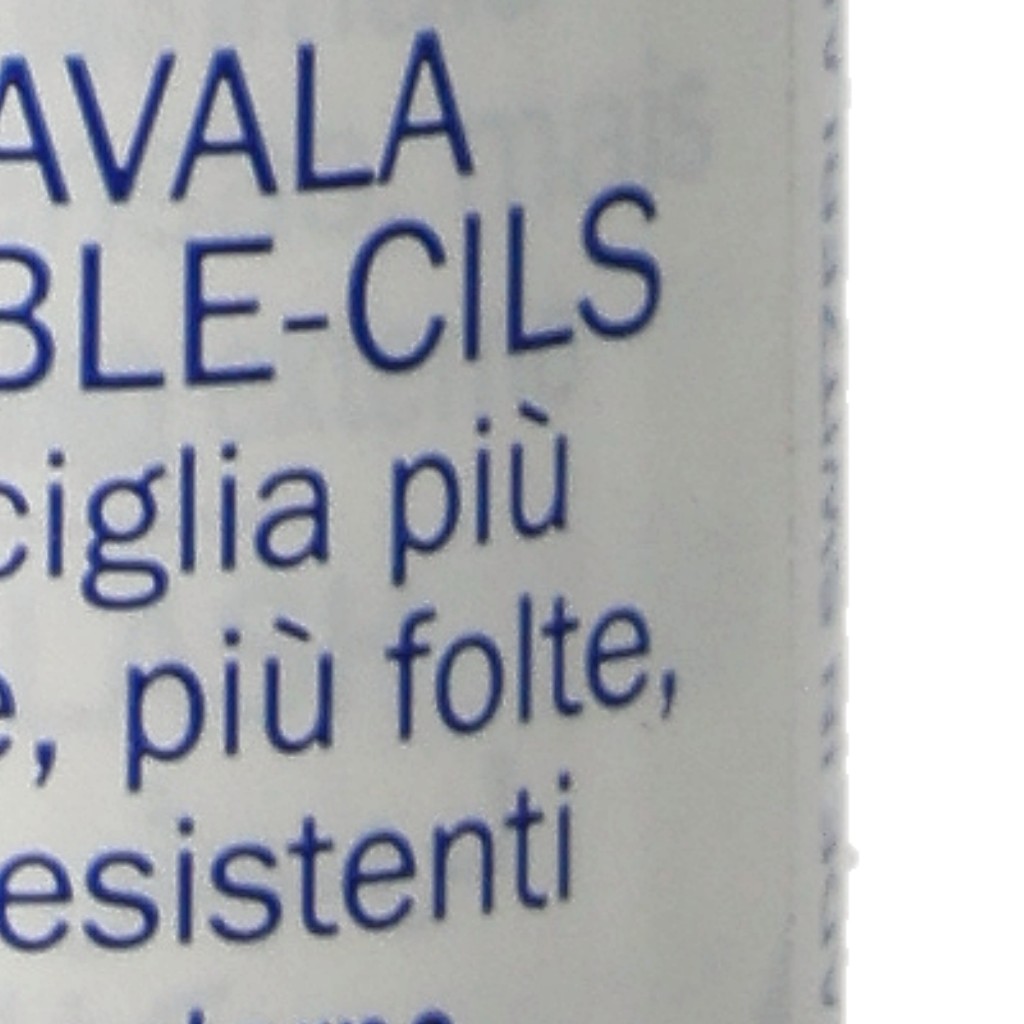 AVALA
BLE-CILS
ciglia più
e, più folte,
esistenti